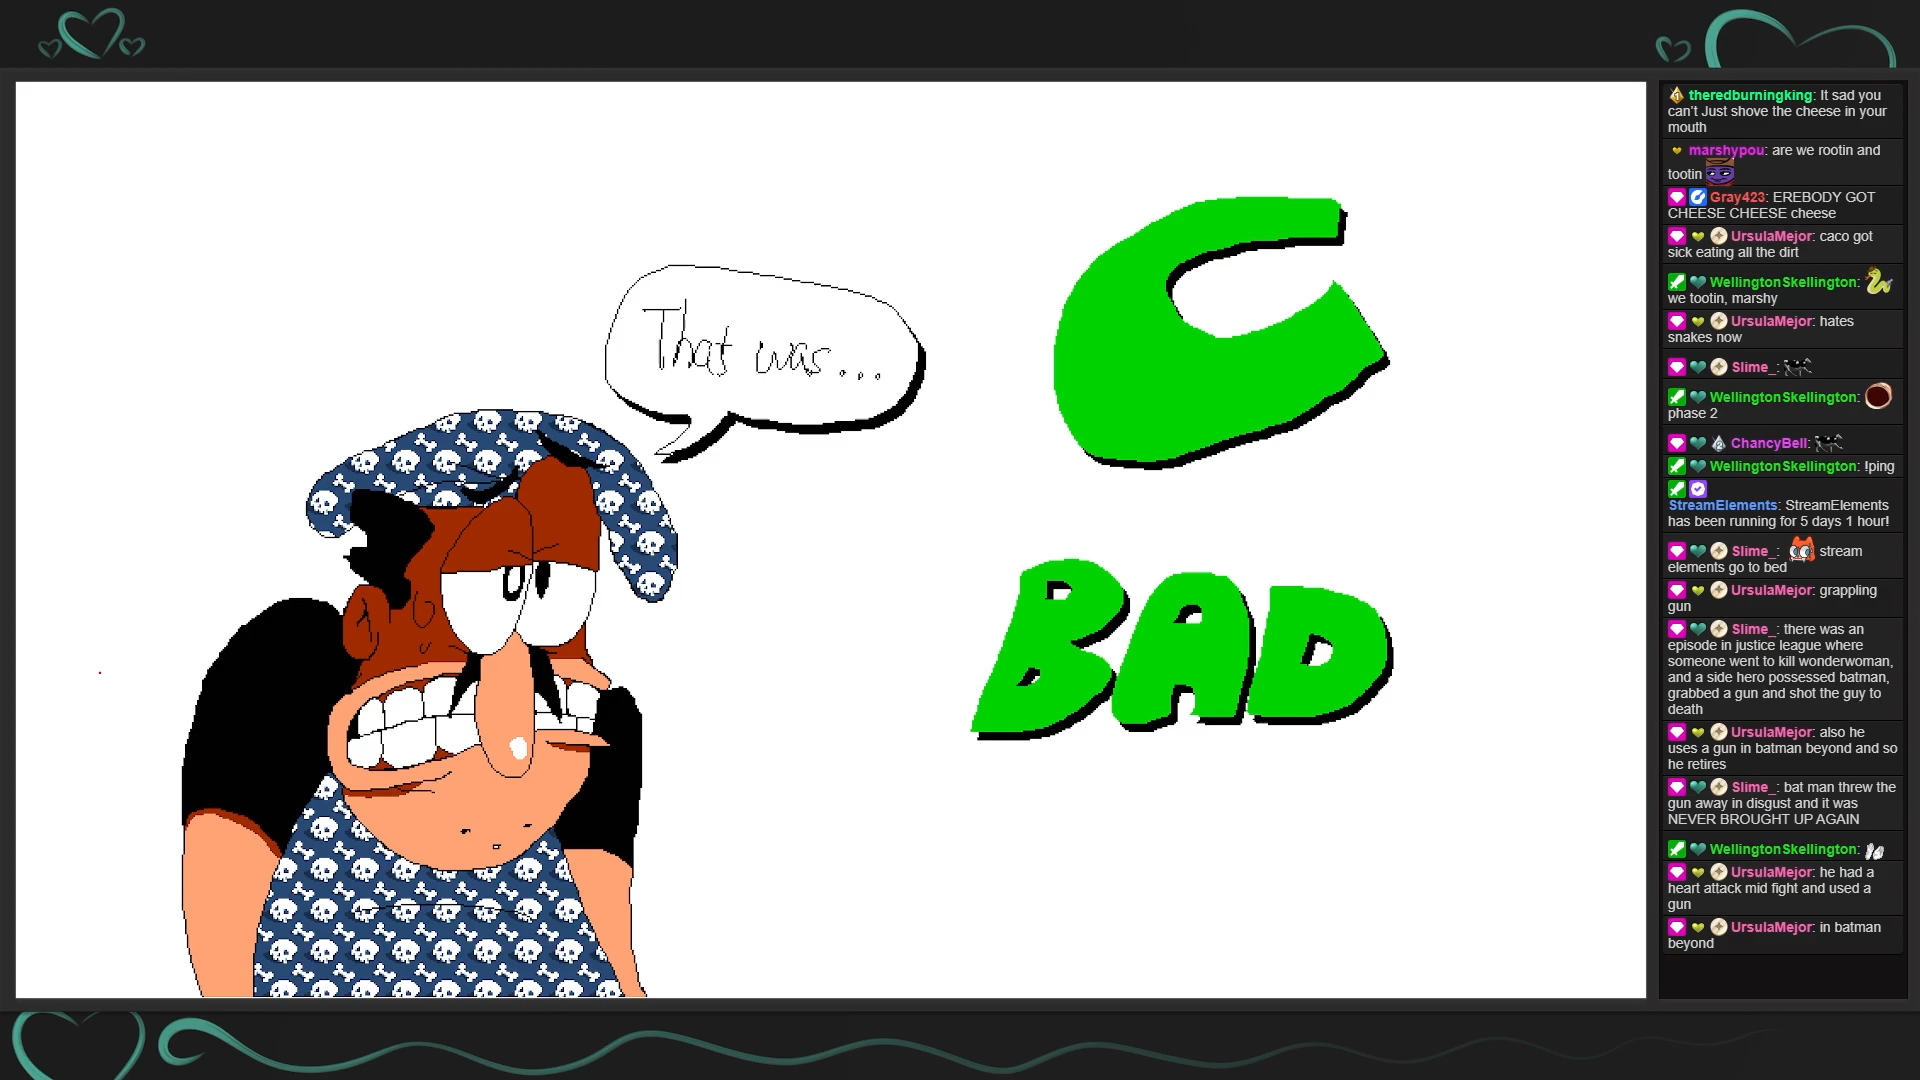 That was...
C
BAD
theredburningking: It sad you
can't Just shove the cheese in your
mouth
marshypou: are we rootin and
tootin
Gray423: EREBODY GOT
CHEESE CHEESE cheese
UrsulaMejor: caco got
sick eating all the dirt
WellingtonSkellington:
we tootin, marshy
UrsulaMejor: hates
snakes now
Slime_:
WellingtonSkellington:
phase 2
ChancyBell:
WellingtonSkellington: !ping
StreamElements: StreamElements
has been running for 5 days 1 hour!
Slime_: stream
elements go to bed
UrsulaMejor: grappling
gun
Slime_: there was an
episode in justice league where
someone went to kill wonderwoman,
and a side hero possessed batman,
grabbed a gun and shot the guy to
death
UrsulaMejor: also he
uses a gun in batman beyond and so
he retires
Slime_: bat man threw the
gun away in disgust and it was
NEVER BROUGHT UP AGAIN
WellingtonSkellington:
UrsulaMejor: he had a
heart attack mid fight and used a
gun
UrsulaMejor: in batman
beyond